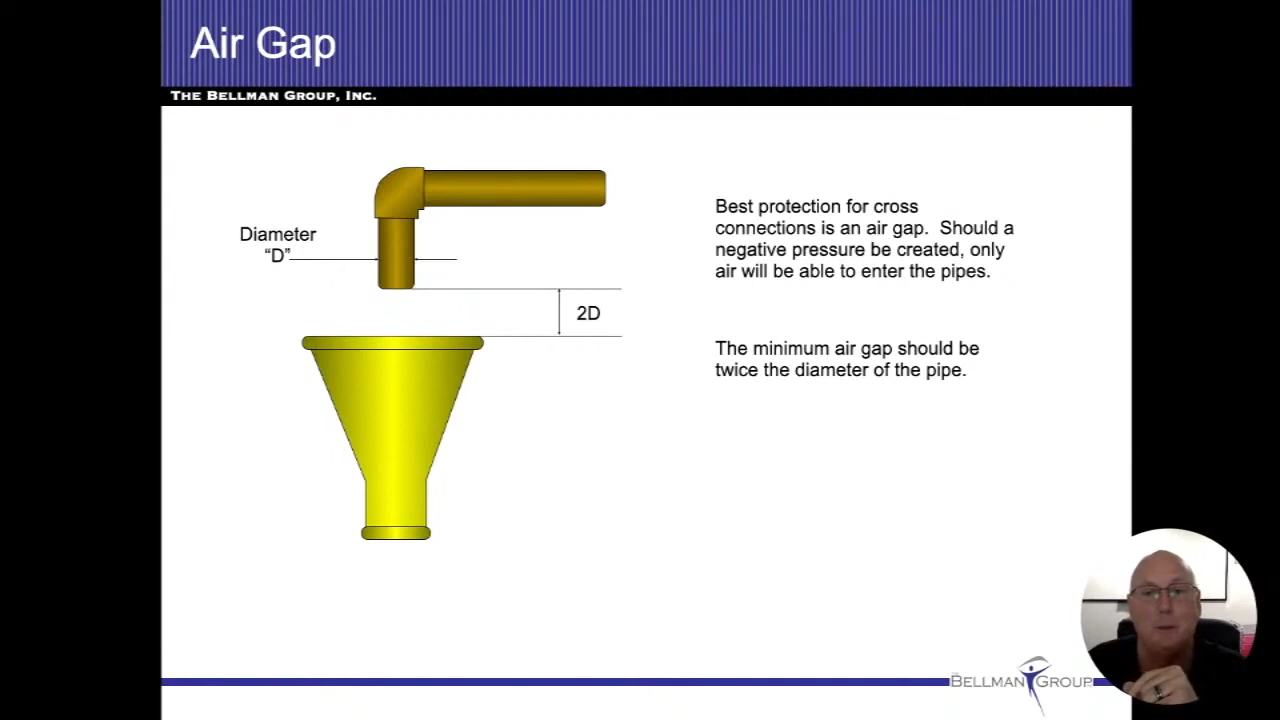 Air Gap
THE BELLMAN GROUP, INC.
Diameter
“D”
2D
Best protection for cross
connections is an air gap.  Should a
negative pressure be created, only
air will be able to enter the pipes.
The minimum air gap should be
twice the diameter of the pipe.
THE
BELLMAN GROUP, INC.